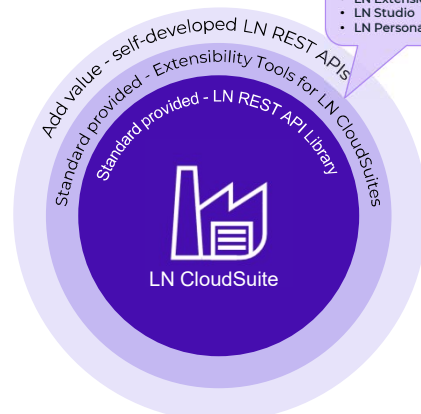 • LN Studio
Add value - self-developed LN REST APIs
Standard provided - Extensibility Tools for LN CloudSuites
Standard provided - LN REST API Library
LN CloudSuite